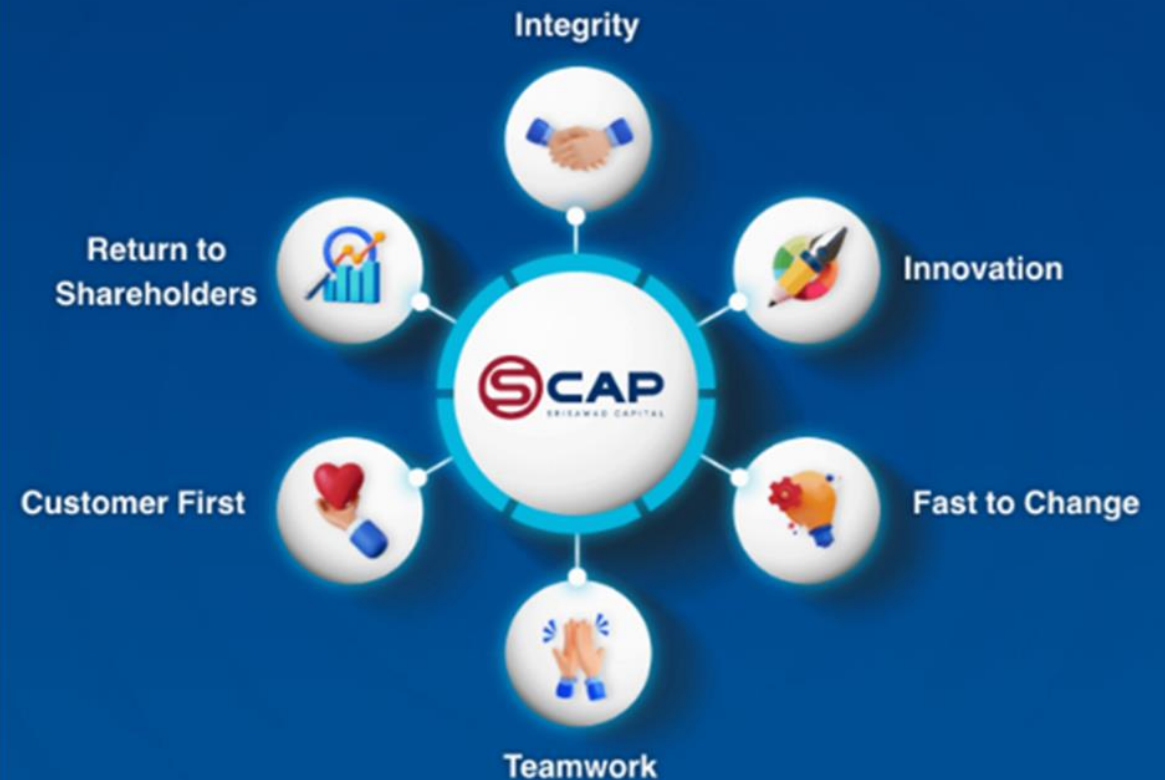 Integrity
Return to
Shareholders
Innovation
SCAP
SRISAWAD CAPITAL
Customer First
Fast to Change
Teamwork